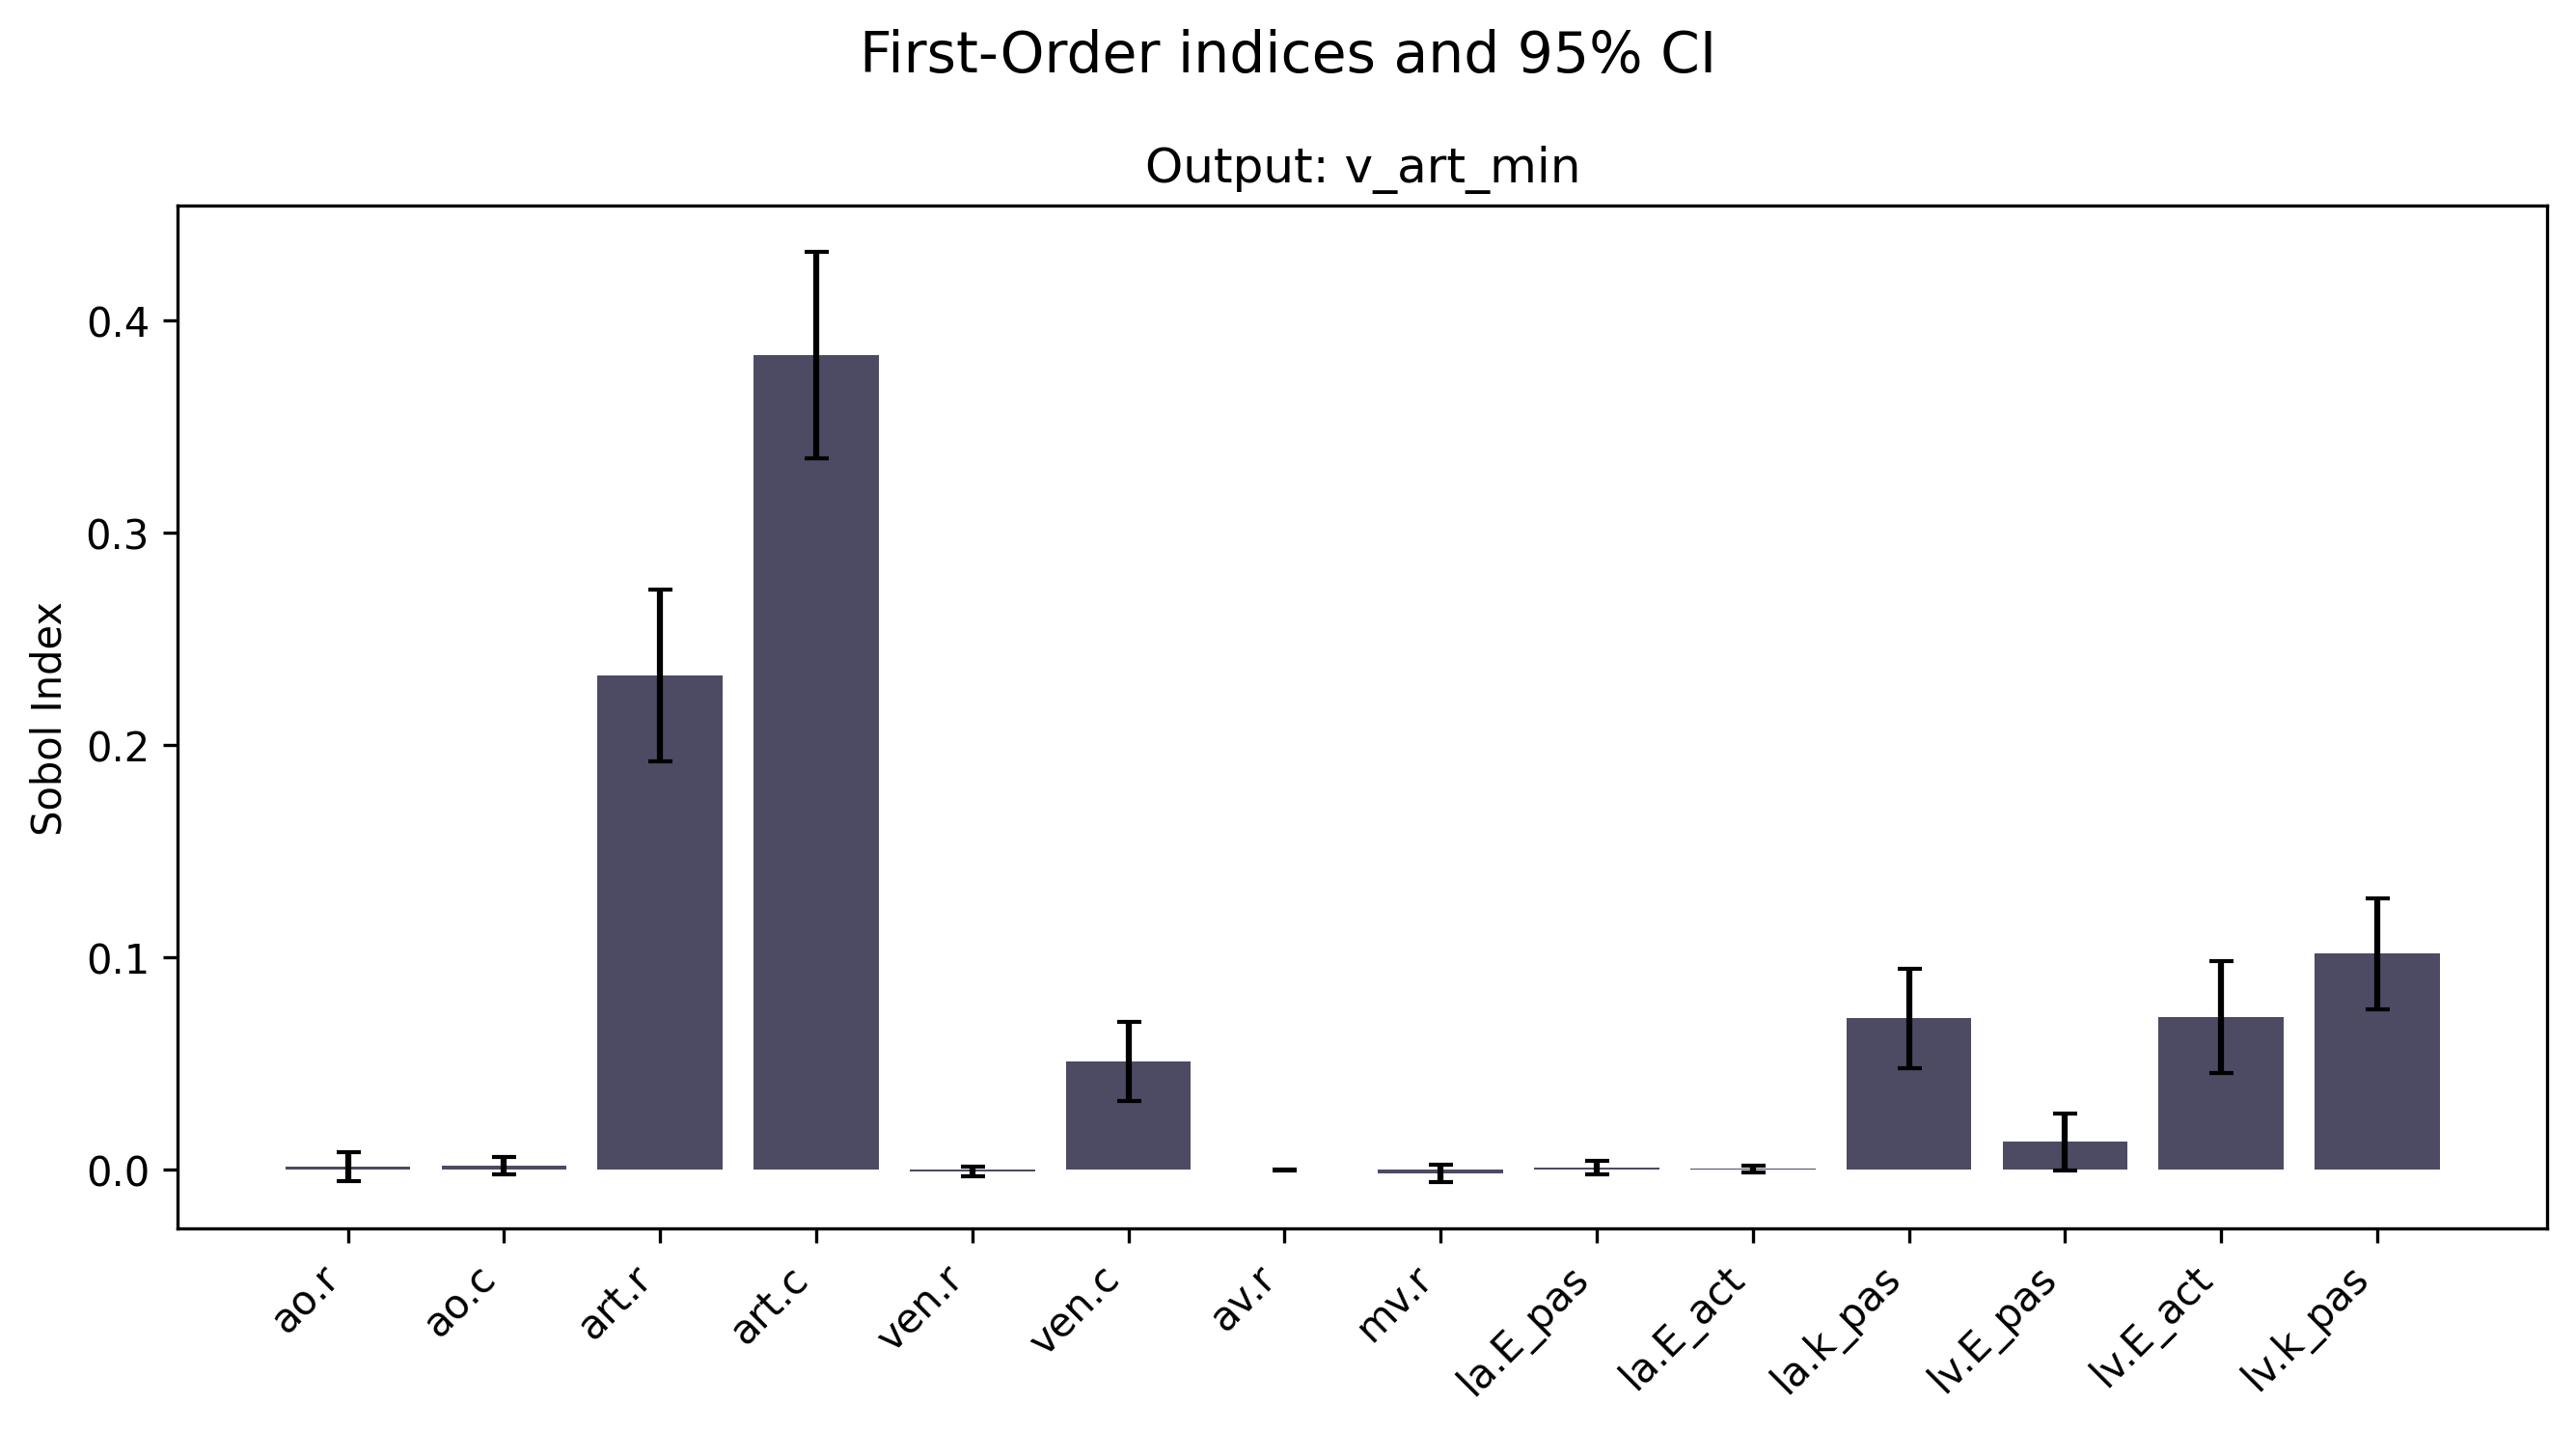 First-Order indices and 95% CI
Output: v_art_min
Sobol Index
0.4
0.3
0.2
0.1
0.0
ao.r
ao.c
art.r
art.c
ven.r
ven.c
av.r
mv.r
la.E_pas
la.E_act
la.k_pas
lv.E_pas
lv.E_act
lv.k_pas